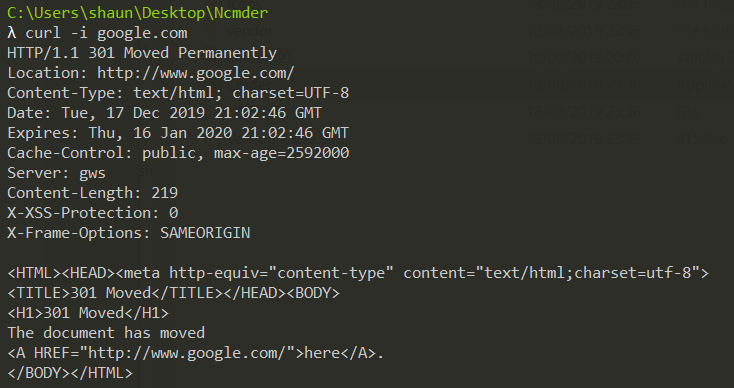 C:\Users\shaun\Desktop\Ncmder
λ curl -i google.com
HTTP/1.1 301 Moved Permanently
Location: http://www.google.com/
Content-Type: text/html; charset=UTF-8
Date: Tue, 17 Dec 2019 21:02:46 GMT
Expires: Thu, 16 Jan 2020 21:02:46 GMT
Cache-Control: public, max-age=2592000
Server: gws
Content-Length: 219
X-XSS-Protection: 0
X-Frame-Options: SAMEORIGIN

<HTML><HEAD><meta http-equiv="content-type" content="text/html;charset=utf-8">
<TITLE>301 Moved</TITLE></HEAD><BODY>
<H1>301 Moved</H1>
The document has moved
<A HREF="http://www.google.com/">here</A>.
</BODY></HTML>